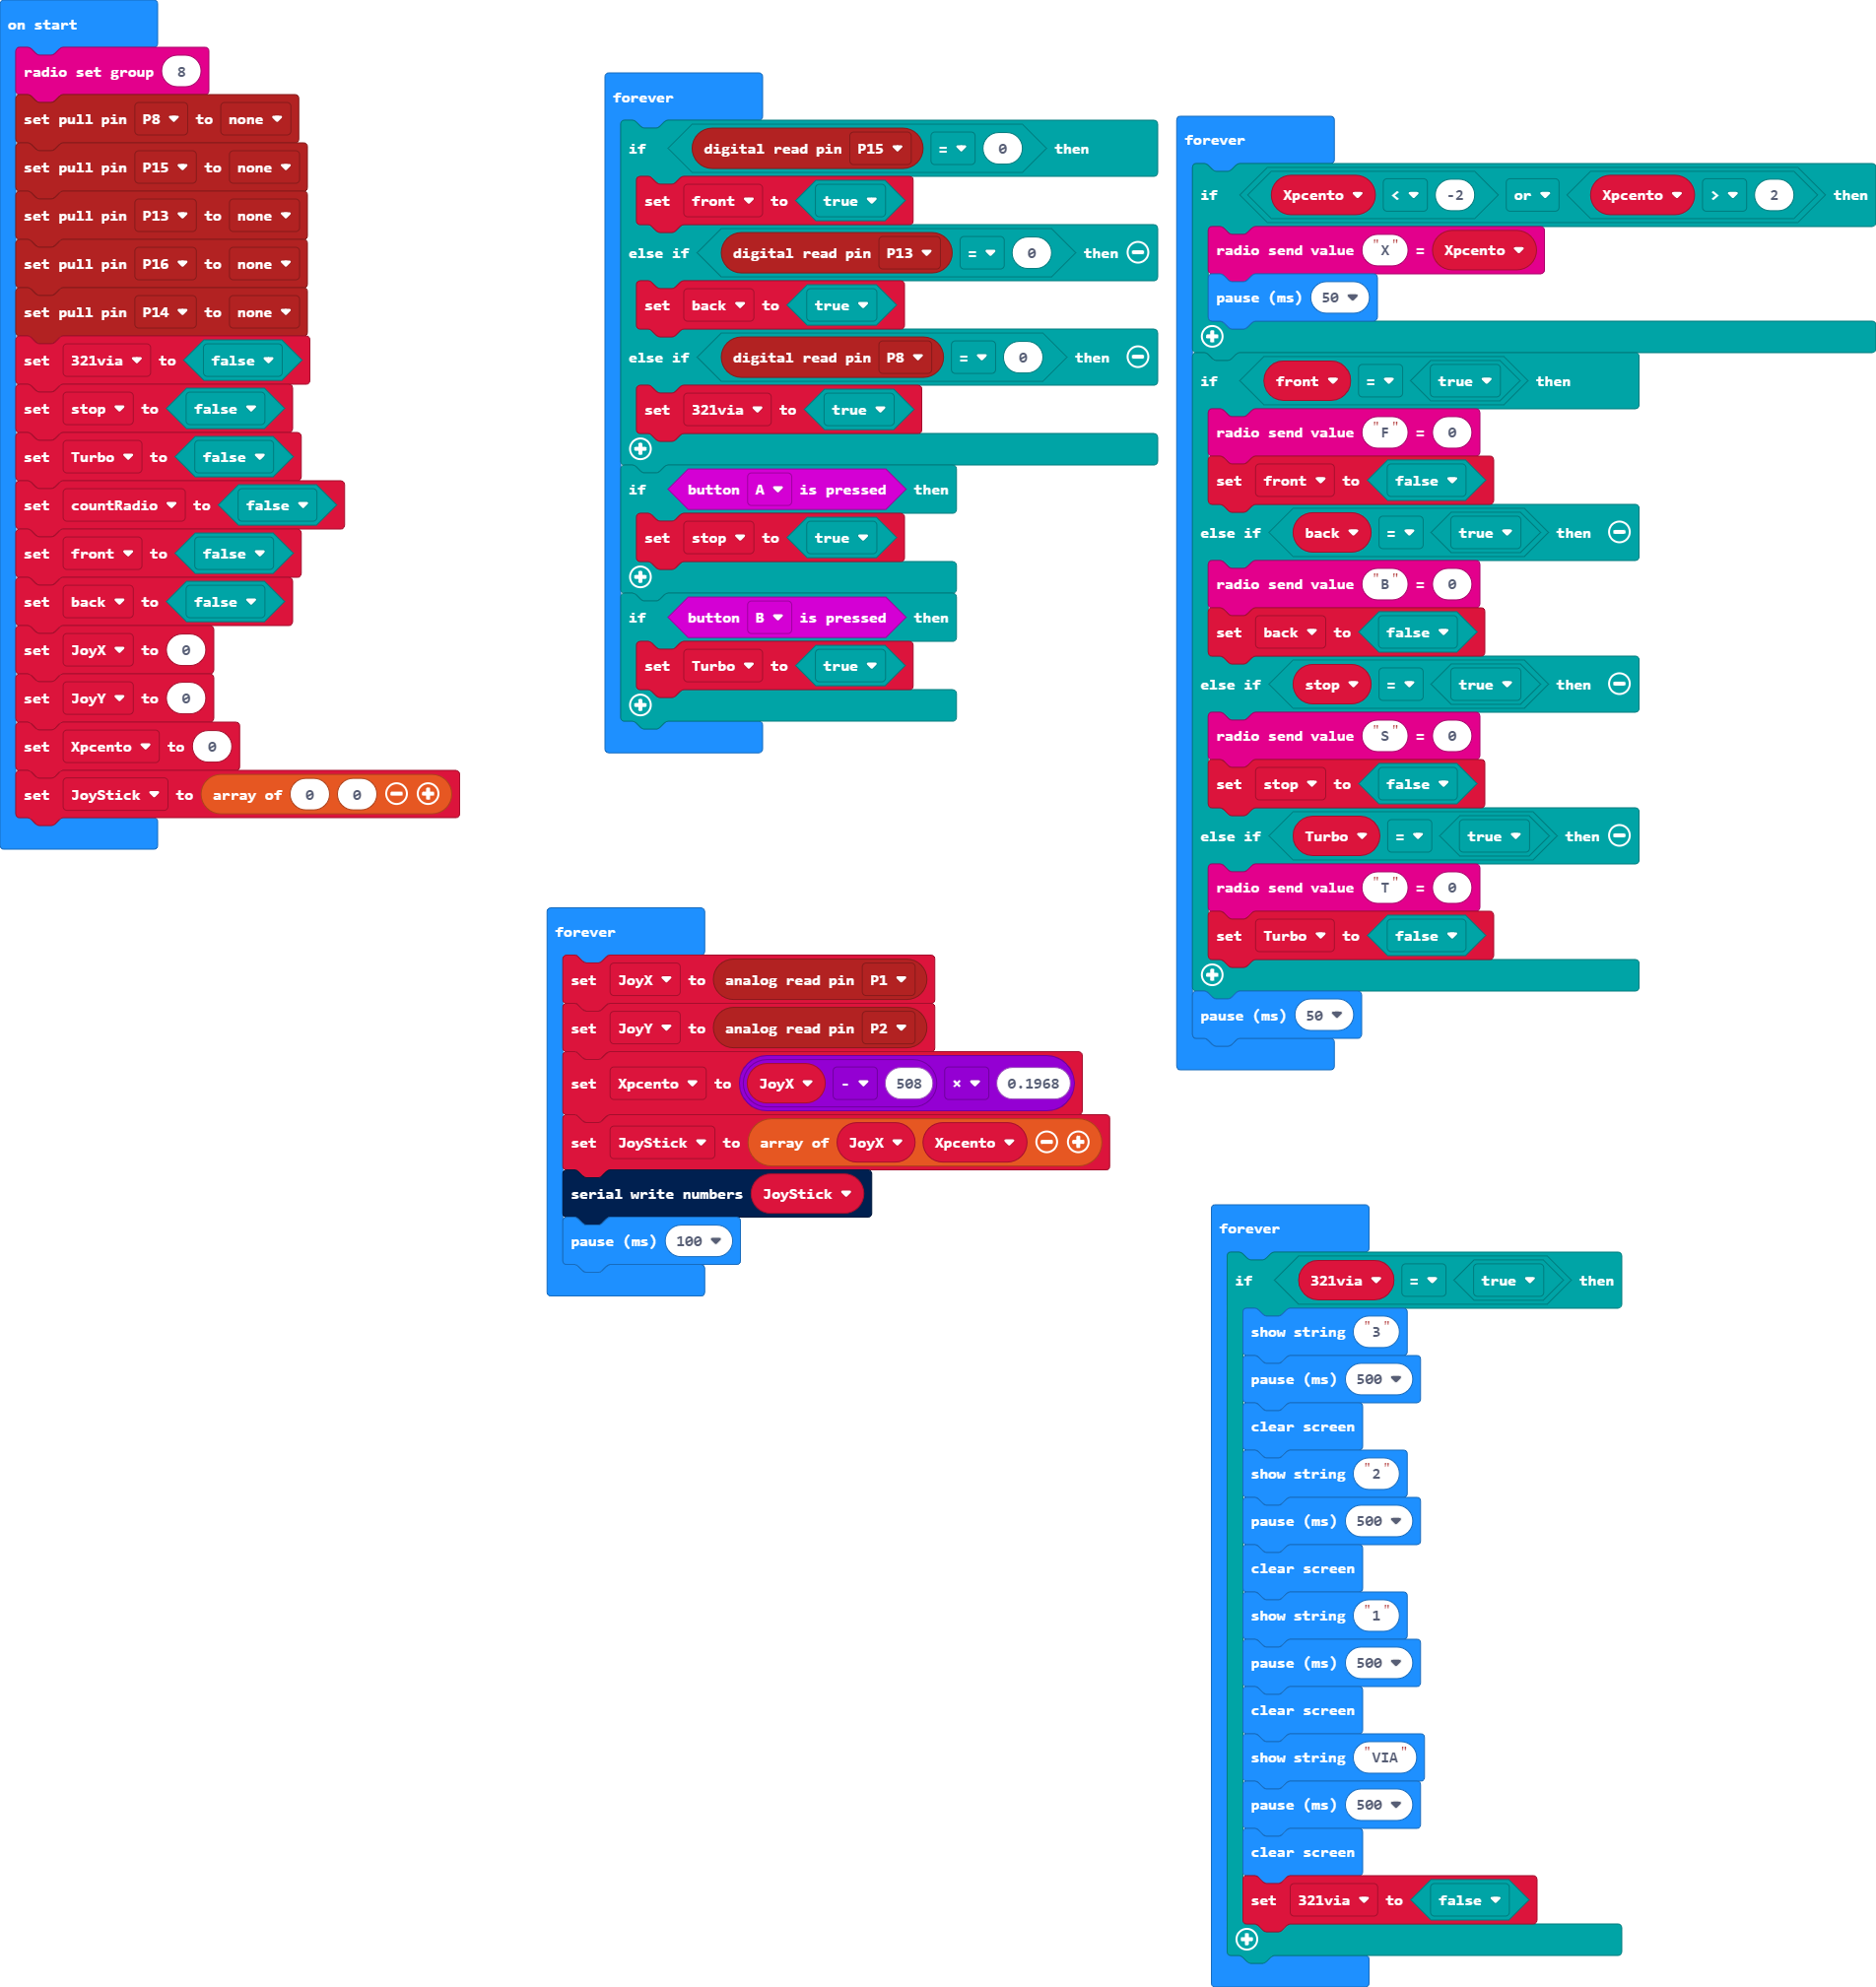 on start
radio set group 8
set pull pin P8 to none
set pull pin P15 to none
set pull pin P13 to none
set pull pin P16 to none
set pull pin P14 to none
set 321via to false
set stop to false
set Turbo to false
set countRadio to false
set front to false
set back to false
set JoyX to 0
set JoyY to 0
set Xpcento to 0
set JoyStick to array of 0 0
forever
if digital read pin P15 = 0 then
set front to true
else if digital read pin P13 = 0 then
set back to true
else if digital read pin P8 = 0 then
set 321via to true
if button A is pressed then
set stop to true
if button B is pressed then
set Turbo to true
forever
set JoyX to analog read pin P1
set JoyY to analog read pin P2
set Xpcento to JoyX - 508 × 0.1968
set JoyStick to array of JoyX Xpcento
serial write numbers JoyStick
pause (ms) 100
forever
if Xpcento < -2 or Xpcento > 2 then
radio send value "X" = Xpcento
pause (ms) 50
if front = true then
radio send value "F" = 0
set front to false
else if back = true then
radio send value "B" = 0
set back to false
else if stop = true then
radio send value "S" = 0
set stop to false
else if Turbo = true then
radio send value "T" = 0
set Turbo to false
pause (ms) 50
forever
if 321via = true then
show string "3"
pause (ms) 500
clear screen
show string "2"
pause (ms) 500
clear screen
show string "1"
pause (ms) 500
clear screen
show string "VIA"
pause (ms) 500
clear screen
set 321via to false